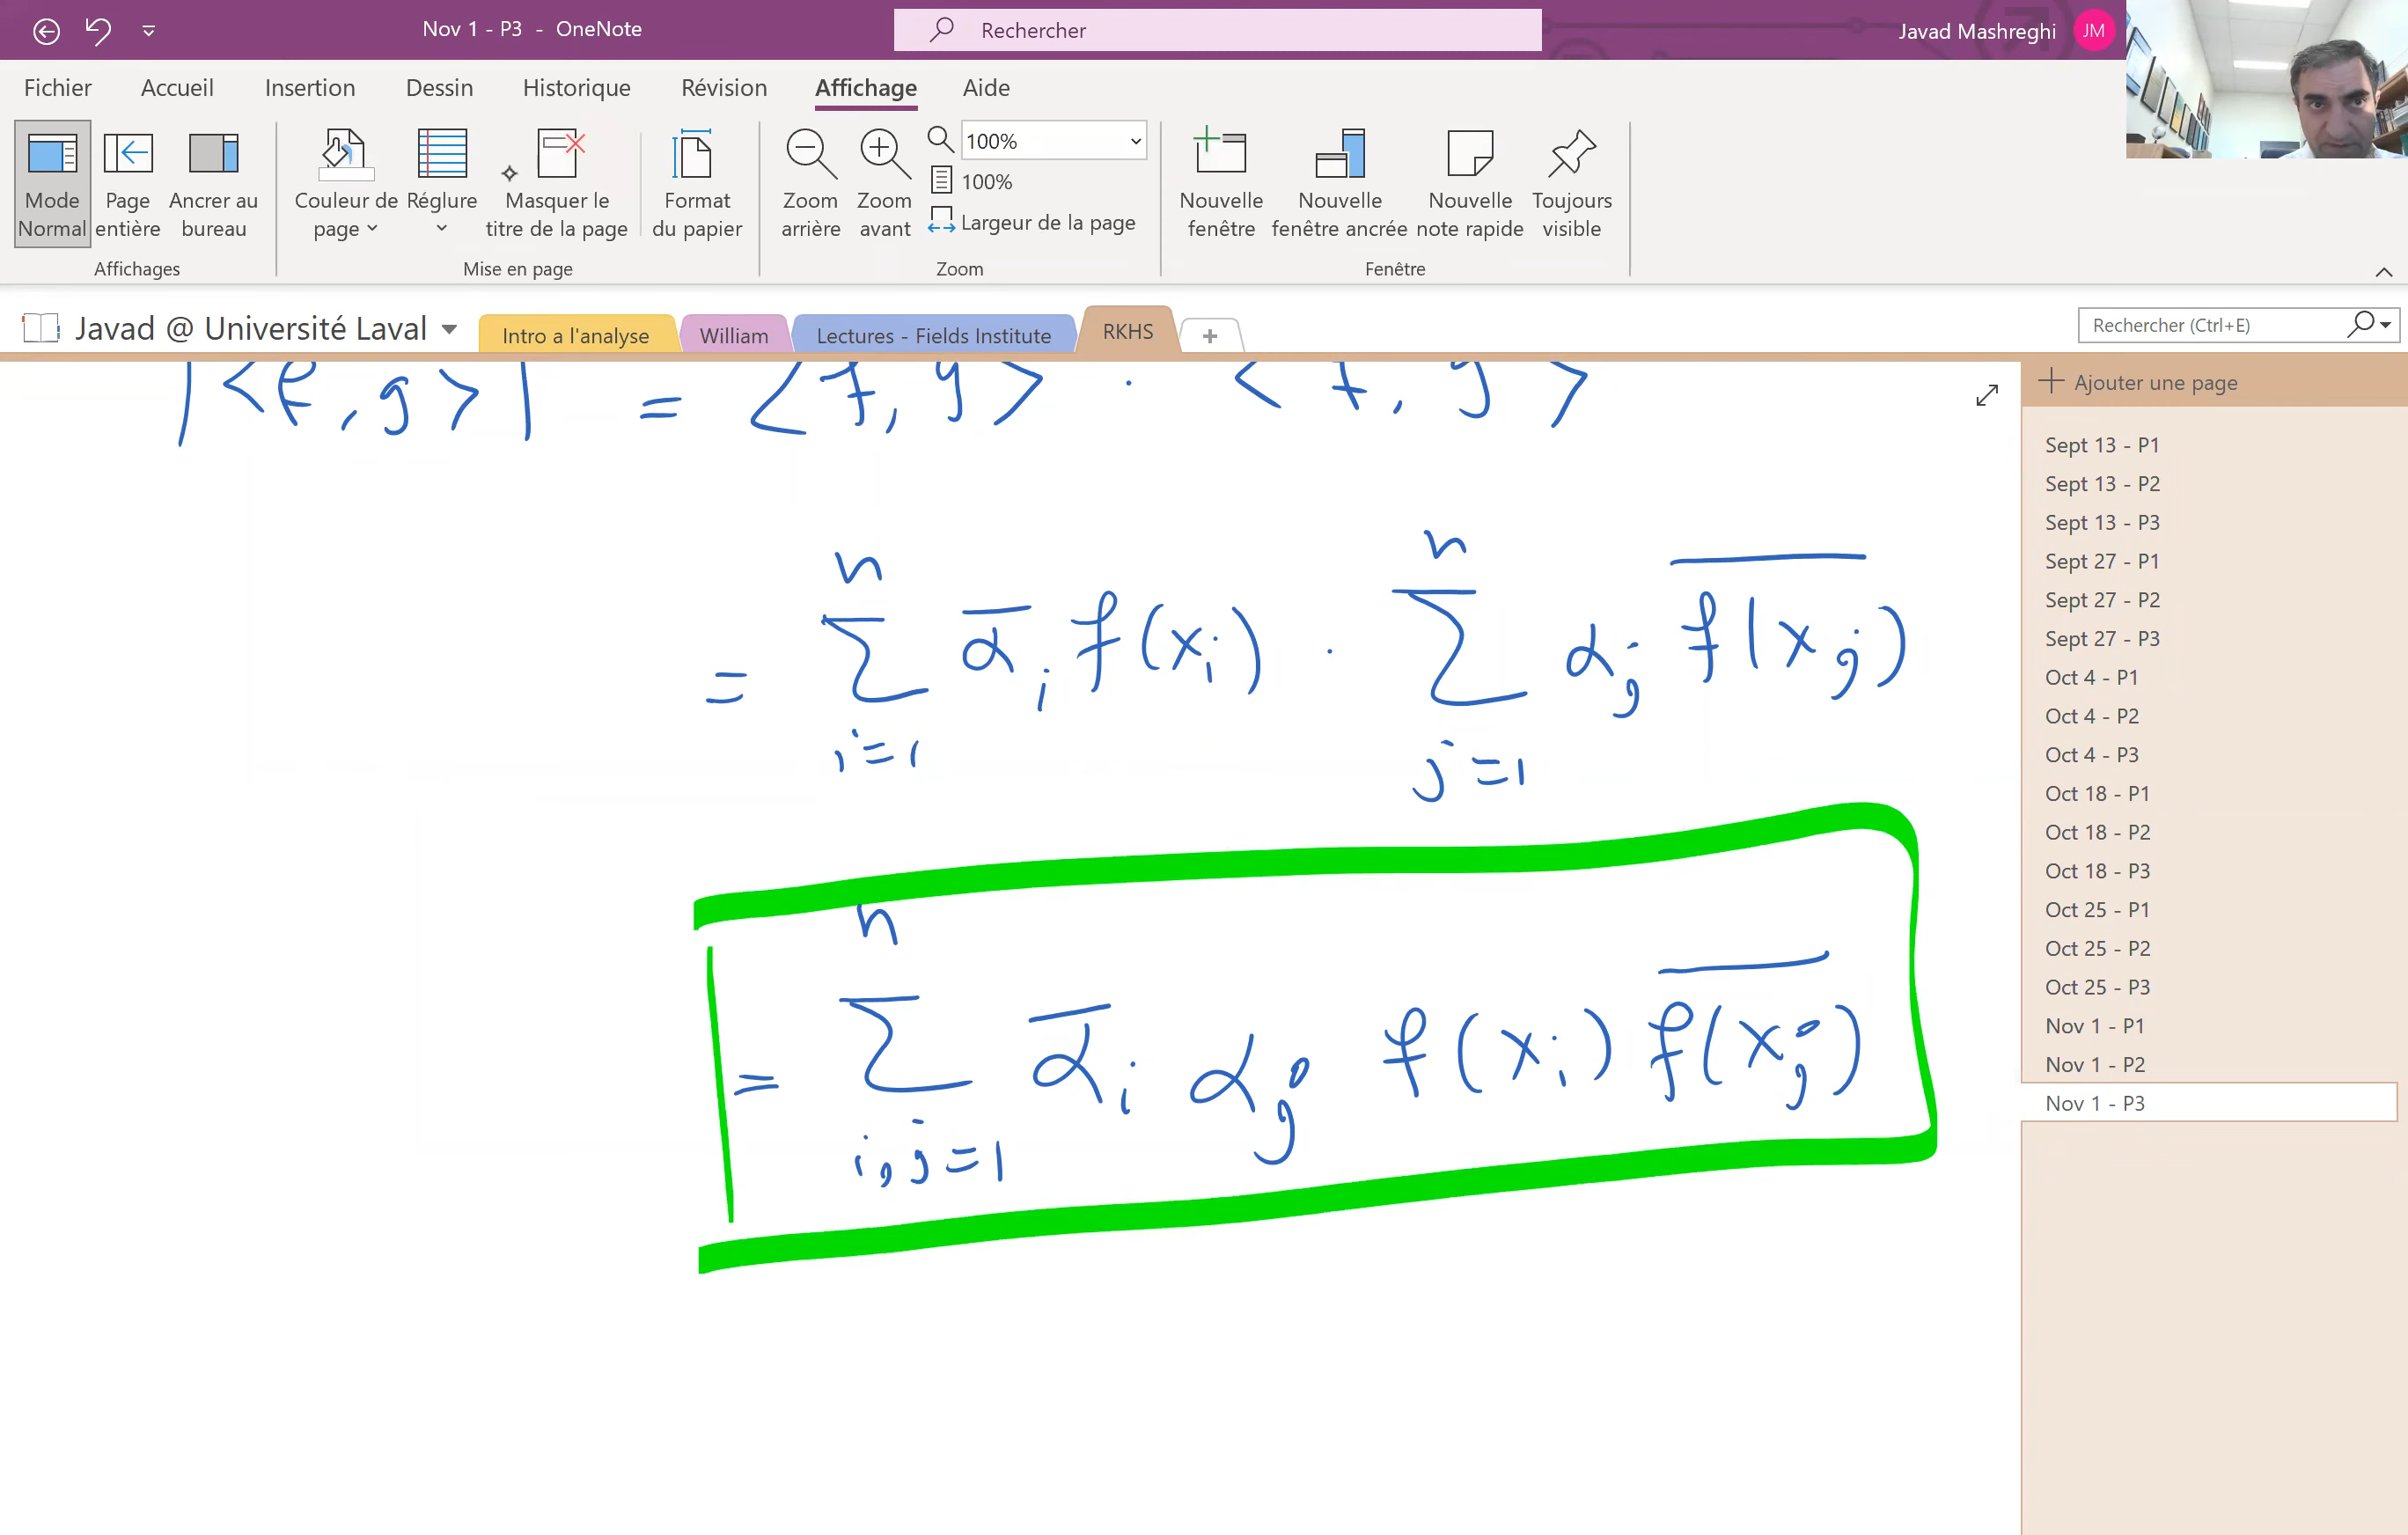 Nov 1 - P3 - OneNote
Rechercher
Javad Mashreghi JM
Fichier Accueil Insertion Dessin Historique Révision Affichage Aide
Mode Normal
Page entière
Ancrer au bureau
Affichages
Couleur de page
Réglure
Masquer le titre de la page
Format du papier
Mise en page
Zoom arrière
Zoom avant
100%
100%
Largeur de la page
Zoom
Nouvelle fenêtre
Nouvelle fenêtre ancrée
Nouvelle note rapide
Toujours visible
Fenêtre
Javad @ Université Laval
Intro a l'analyse
William
Lectures - Fields Institute
RKHS
+
Rechercher (Ctrl+E)
|<f, g>| = <f, g> · <f, g>
= \sum_{i=1}^{n} \overline{α}_i f(x_i) · \sum_{j=1}^{n} α_j \overline{f(x_j)}
= \sum_{i,j=1}^{n} \overline{α}_i α_j f(x_i) \overline{f(x_j)}
Ajouter une page
Sept 13 - P1
Sept 13 - P2
Sept 13 - P3
Sept 27 - P1
Sept 27 - P2
Sept 27 - P3
Oct 4 - P1
Oct 4 - P2
Oct 4 - P3
Oct 18 - P1
Oct 18 - P2
Oct 18 - P3
Oct 25 - P1
Oct 25 - P2
Oct 25 - P3
Nov 1 - P1
Nov 1 - P2
Nov 1 - P3